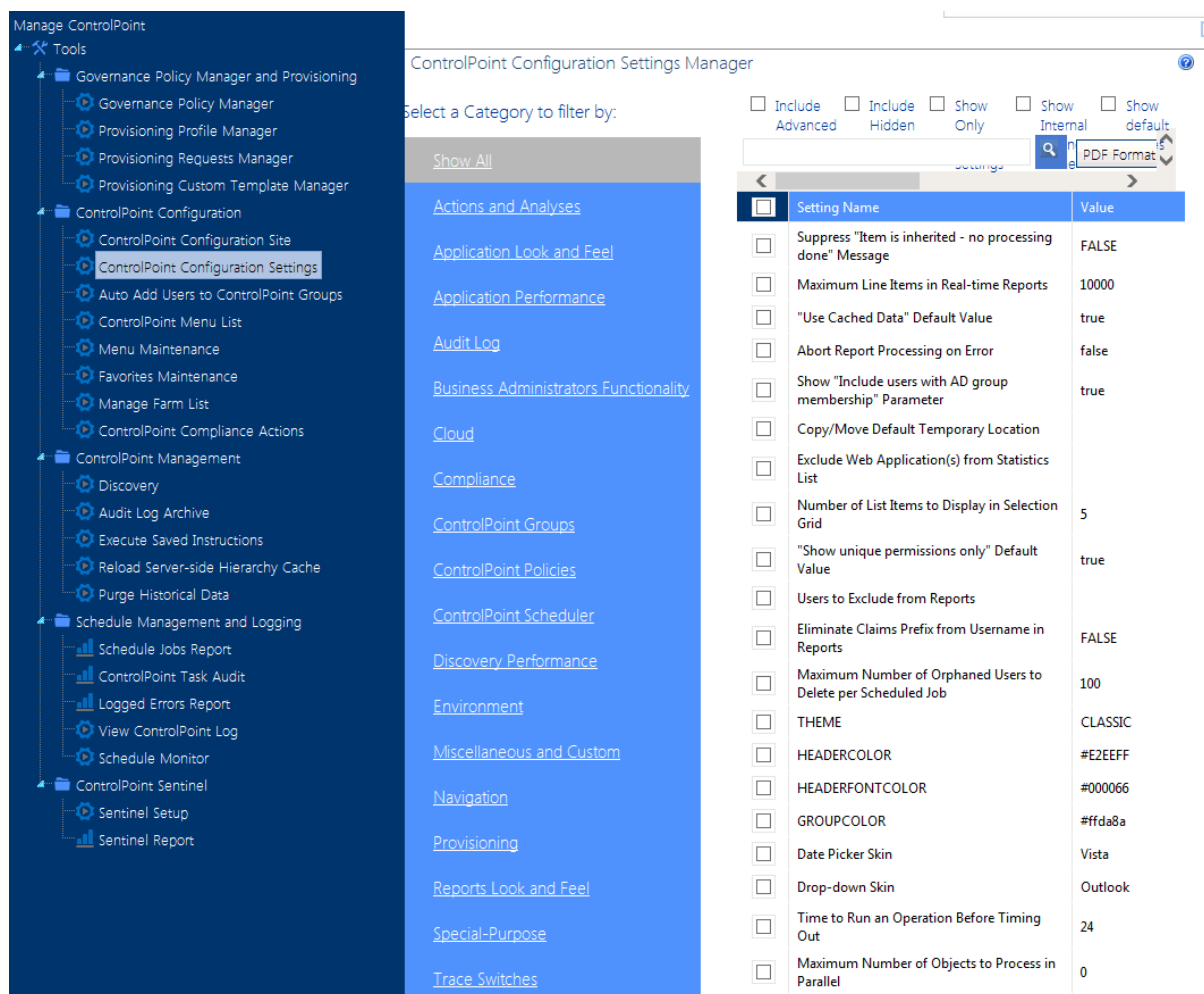 Manage ControlPoint
Tools
Governance Policy Manager and Provisioning
Governance Policy Manager
Provisioning Profile Manager
Provisioning Requests Manager
Provisioning Custom Template Manager
ControlPoint Configuration
ControlPoint Configuration Site
ControlPoint Configuration Settings
Auto Add Users to ControlPoint Groups
ControlPoint Menu List
Menu Maintenance
Favorites Maintenance
Manage Farm List
ControlPoint Compliance Actions
ControlPoint Management
Discovery
Audit Log Archive
Execute Saved Instructions
Reload Server-side Hierarchy Cache
Purge Historical Data
Schedule Management and Logging
Schedule Jobs Report
ControlPoint Task Audit
Logged Errors Report
View ControlPoint Log
Schedule Monitor
ControlPoint Sentinel
Sentinel Setup
Sentinel Report
ControlPoint Configuration Settings Manager
Select a Category to filter by:
Show All
Actions and Analyses
Application Look and Feel
Application Performance
Audit Log
Business Administrators Functionality
Cloud
Compliance
ControlPoint Groups
ControlPoint Policies
ControlPoint Scheduler
Discovery Performance
Environment
Miscellaneous and Custom
Navigation
Provisioning
Reports Look and Feel
Special-Purpose
Trace Switches
Include Include Show Show Show
Advanced Hidden Only Internal default
PDF Format
Setting Name Value
Suppress "Item is inherited - no processing
done" Message FALSE
Maximum Line Items in Real-time Reports 10000
"Use Cached Data" Default Value true
Abort Report Processing on Error false
Show "Include users with AD group
membership" Parameter true
Copy/Move Default Temporary Location
Exclude Web Application(s) from Statistics
List
Number of List Items to Display in Selection
Grid 5
"Show unique permissions only" Default
Value true
Users to Exclude from Reports
Eliminate Claims Prefix from Username in
Reports FALSE
Maximum Number of Orphaned Users to
Delete per Scheduled Job 100
THEME CLASSIC
HEADERCOLOR #E2EEFF
HEADERFONTCOLOR #000066
GROUPCOLOR #ffda8a
Date Picker Skin Vista
Drop-down Skin Outlook
Time to Run an Operation Before Timing
Out 24
Maximum Number of Objects to Process in
Parallel 0